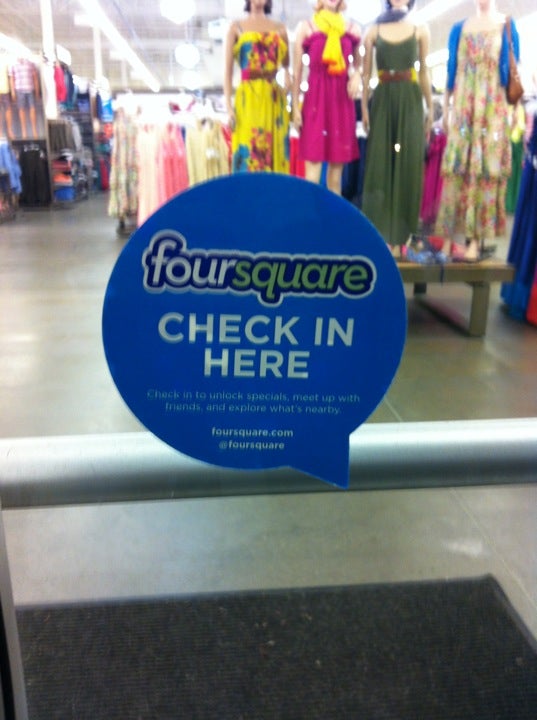 foursquare
CHECK IN
HERE
Check in to unlock specials, meet up with
friends, and explore what's nearby.
foursquare.com
@foursquare